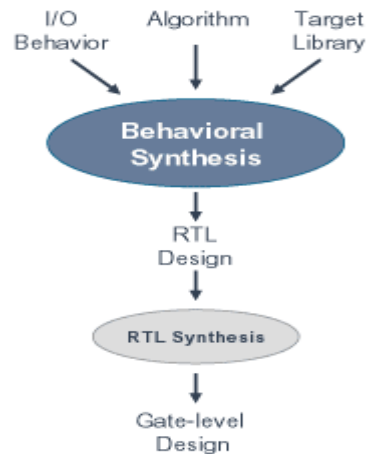 I/O Algorithm Target
Behavior Library
Behavioral
Synthesis
RTL
Design
RTL Synthesis
Gate-level
Design